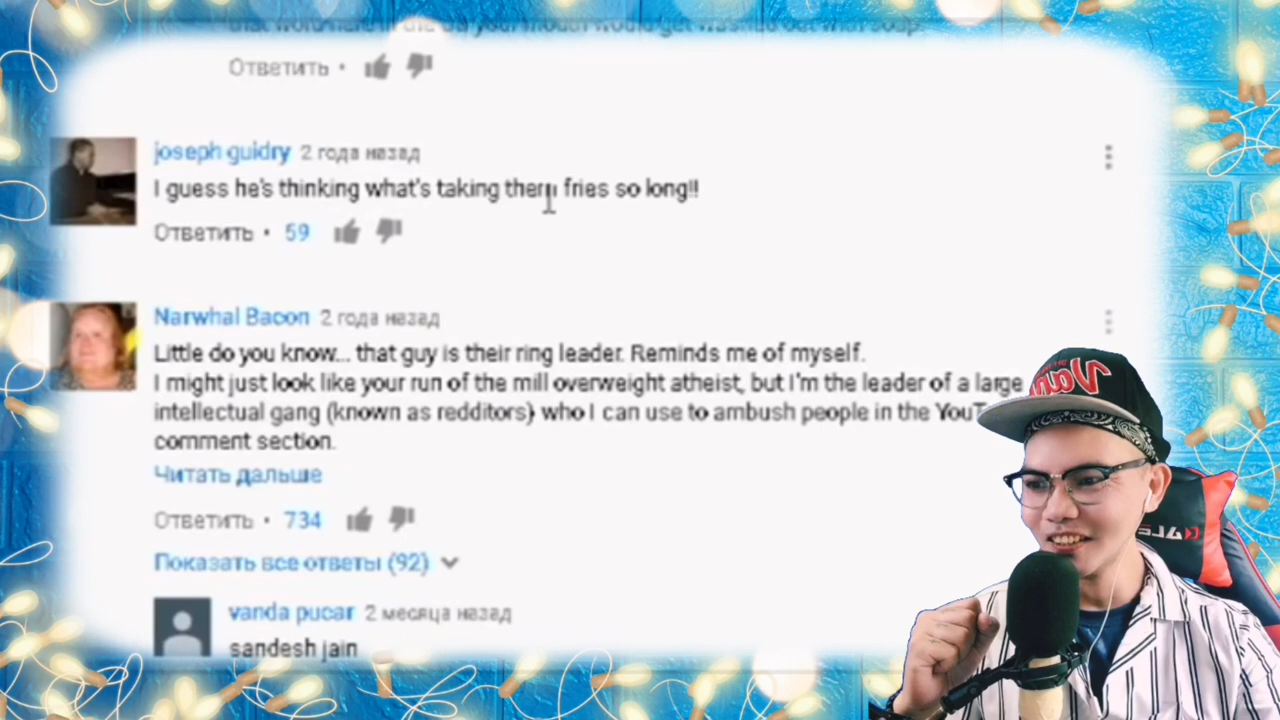 Ответить •
joseph guidry 2 года назад
I guess he's thinking what's taking them fries so long!!
Ответить • 59
Narwhal Bacon 2 года назад
Little do you know... that guy is their ring leader. Reminds me of myself.
I might just look like your run of the mill overweight atheist, but I'm the leader of a large
intellectual gang (known as redditors) who I can use to ambush people in the
comment section.
Читать дальше
Ответить • 734
Показать все ответы (92)
vanda pucar 2 месяца назад
sandesh jain